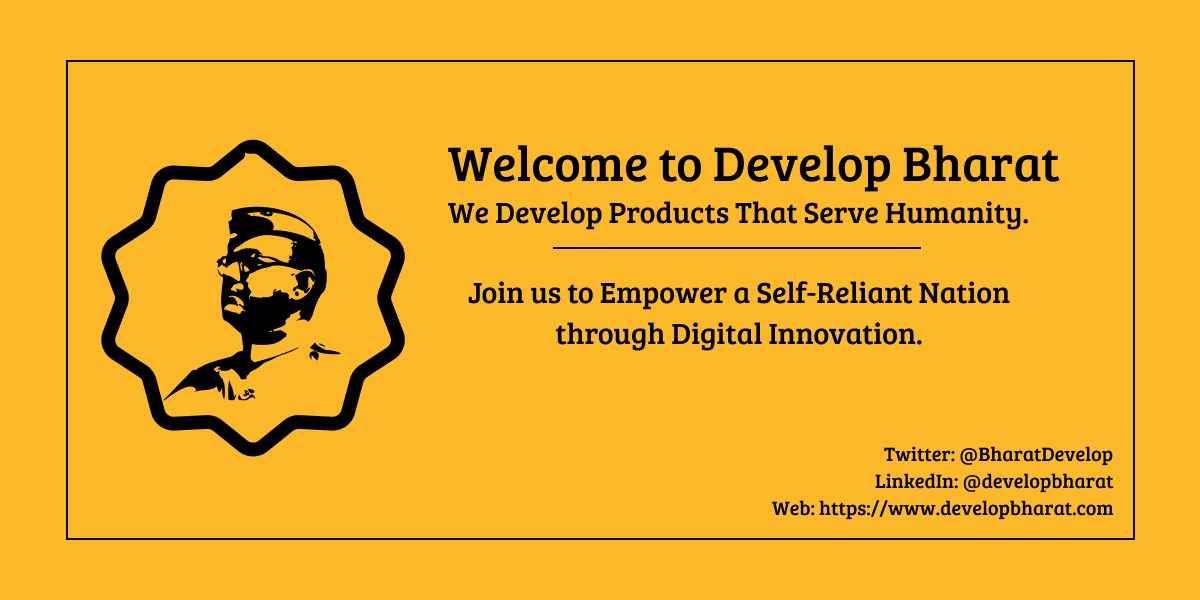 Welcome to Develop Bharat
We Develop Products That Serve Humanity.
Join us to Empower a Self-Reliant Nation
through Digital Innovation.
Twitter: @BharatDevelop
LinkedIn: @developbharat
Web: https://www.developbharat.com